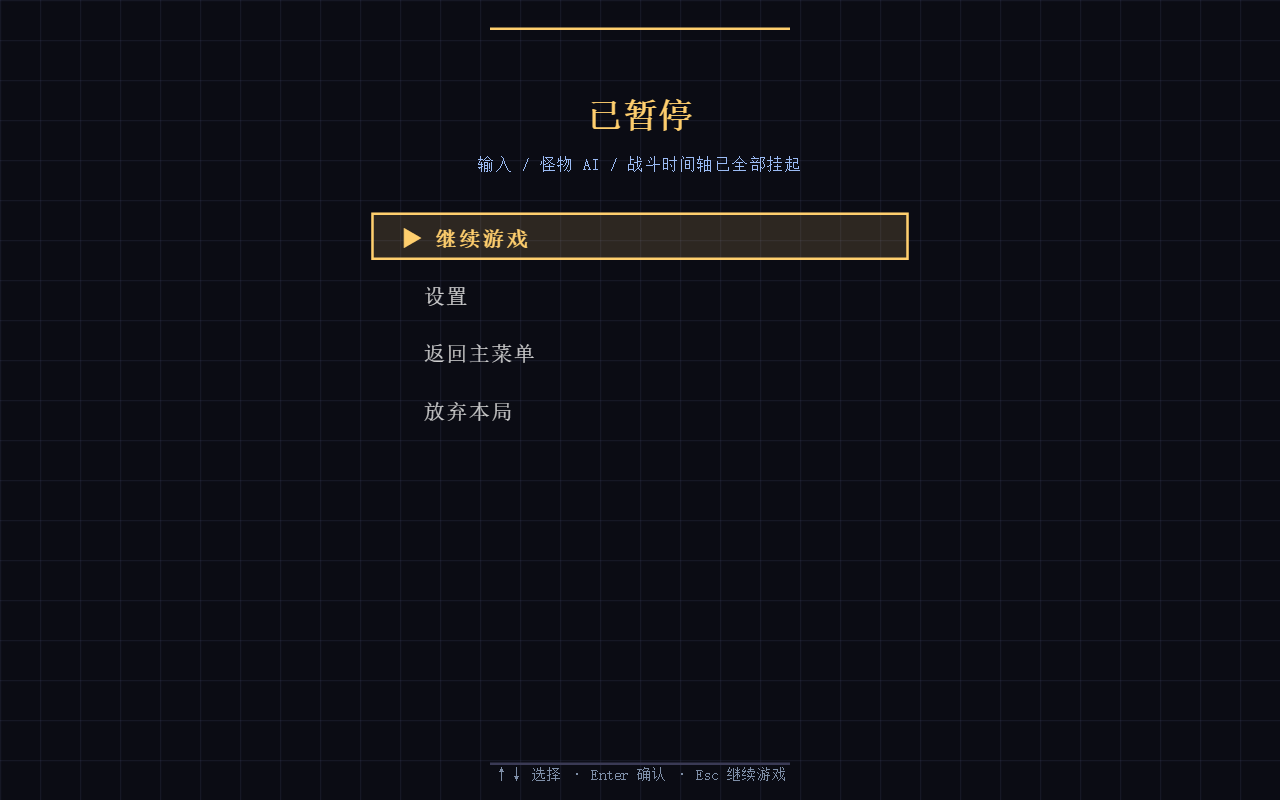 已暂停
输入 / 怪物 AI / 战斗时间轴已全部挂起
▶ 继续游戏
设置
返回主菜单
放弃本局
↑↓ 选择 · Enter 确认 · Esc 继续游戏